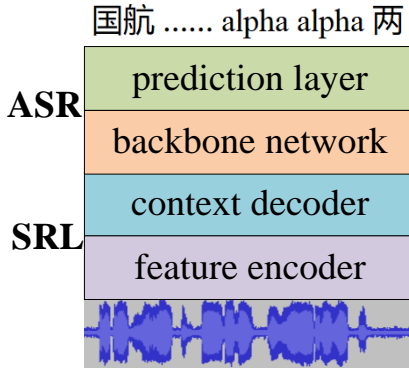 国航 ...... alpha alpha 两
prediction layer
ASR
backbone network
context decoder
SRL
feature encoder